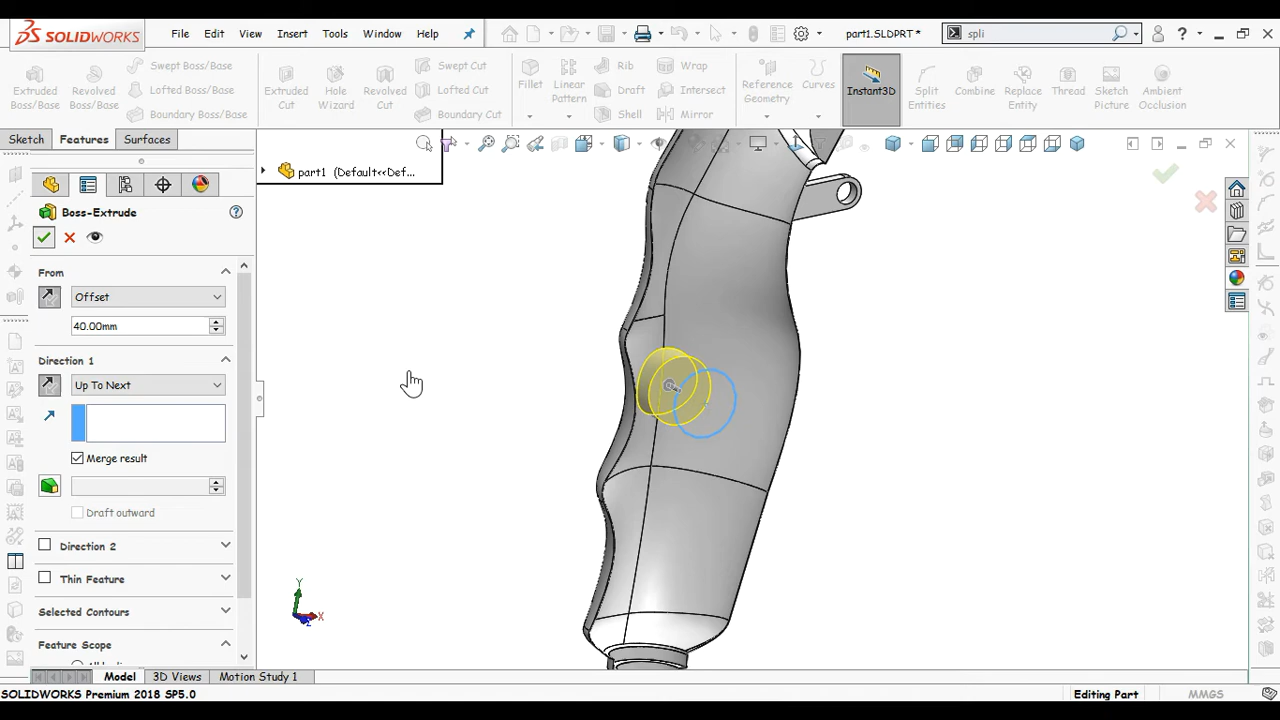 SOLIDWORKS File Edit View Insert Tools Window Help part1.SLDPRT * spli
Extruded Boss/Base
Revolved Boss/Base
Swept Boss/Base
Lofted Boss/Base
Boundary Boss/Base
Extruded Cut
Hole Wizard
Revolved Cut
Swept Cut
Lofted Cut
Boundary Cut
Fillet
Linear Pattern
Rib
Draft
Shell
Wrap
Intersect
Mirror
Reference Geometry
Curves
Instant3D
Split Entities
Combine
Replace Entity
Thread
Sketch Picture
Ambient Occlusion
Sketch Features Surfaces
part1 (Default<<Def...
Boss-Extrude
From
Offset
40.00mm
Direction 1
Up To Next
Merge result
Draft outward
Direction 2
Thin Feature
Selected Contours
Feature Scope
Y
X
Z
Model 3D Views Motion Study 1
SOLIDWORKS Premium 2018 SP5.0 Editing Part MMGS